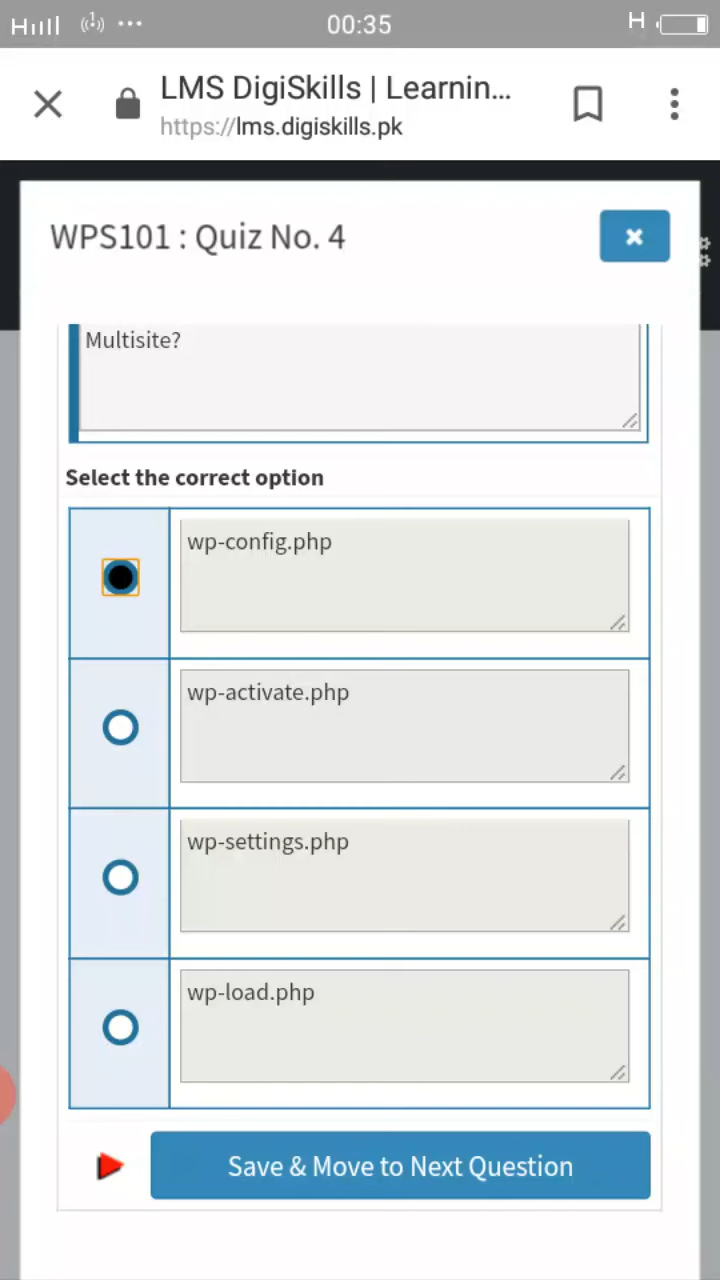 00:35
H
LMS DigiSkills | Learnin...
https://lms.digiskills.pk
WPS101 : Quiz No. 4
Multisite?
Select the correct option
wp-config.php
wp-activate.php
wp-settings.php
wp-load.php
Save & Move to Next Question